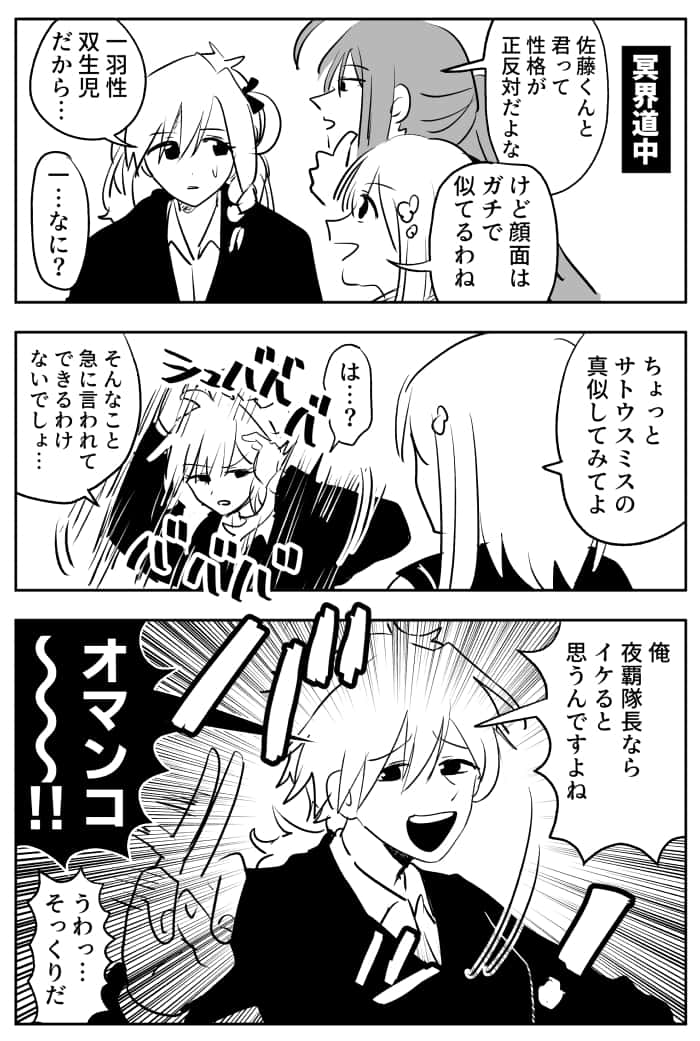 冥界道中
佐藤くんと
君って
性格が
正反対だよな
けど顔面は
ガチで
似てるわね
一羽性
双生児
だから…
一…なに?
ちょっと
サトウスミスの
真似してみてよ
は…?
シュババババ
バババババ
そんなこと
急に言われて
できるわけ
ないでしょ…
俺
夜覇隊長なら
イケると
思うんですよね
オマンコ
〜〜〜!!
うわっ…
そっくりだ